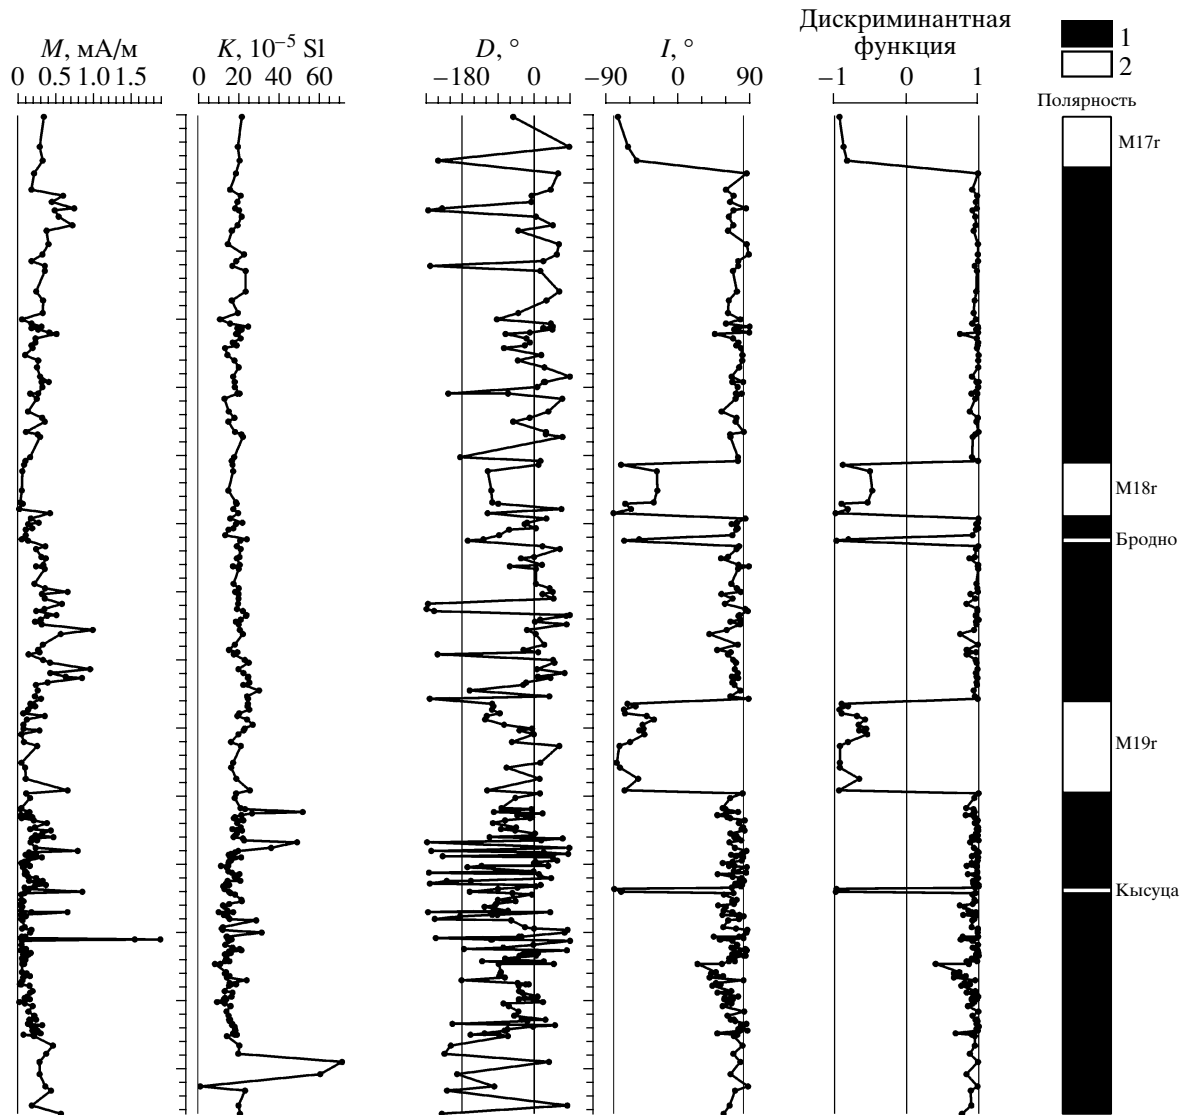 Дискриминантная
функция
M, мА/м
K, 10⁻⁵ SI
D, °
I, °
1
2
0 0.5 1.0 1.5
0 20 40 60
−180 0
−90 0 90
−1 0 1
Полярность
M17r
M18r
Бродно
M19r
Кысуца